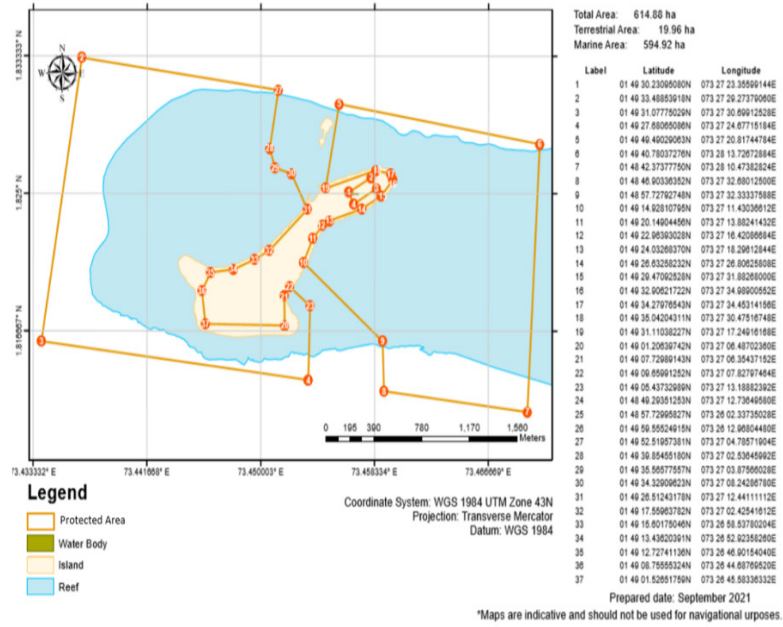 Total Area: 614.88 ha
Terrestrial Area: 19.96 ha
Marine Area: 594.92 ha
Label Latitude Longitude
1 01 49 30.23095080N 073 27 23.35599144E
2 01 49 33.48853918N 073 27 29.27379060E
3 01 49 31.07775029N 073 27 30.69912528E
4 01 49 27.68065086N 073 27 24.67715184E
5 01 49 49.49029063N 073 27 20.81744784E
6 01 49 40.78037276N 073 28 13.72672884E
7 01 48 42.37377750N 073 28 10.47382824E
8 01 48 46.90336352N 073 27 32.68012500E
9 01 48 57.72792748N 073 27 32.33337588E
10 01 49 14.92810795N 073 27 11.43036612E
11 01 49 20.14904456N 073 27 13.88241432E
12 01 49 22.96393028N 073 27 16.42086684E
13 01 49 24.03268370N 073 27 18.29612844E
14 01 49 26.63258232N 073 27 26.80625808E
15 01 49 29.47092528N 073 27 31.88268000E
16 01 49 32.90621722N 073 27 34.98900552E
17 01 49 34.27976543N 073 27 34.45314156E
18 01 49 35.04204311N 073 27 30.47516748E
19 01 49 31.11038227N 073 27 17.24916168E
20 01 49 01.20639742N 073 27 06.48702360E
21 01 49 07.72989143N 073 27 06.35437152E
22 01 49 09.65991252N 073 27 07.82797464E
23 01 49 05.43732989N 073 27 13.18882392E
24 01 48 49.29351253N 073 27 12.73649580E
25 01 48 57.72995827N 073 26 02.33735028E
26 01 49 59.55524915N 073 26 12.96804480E
27 01 49 52.51957381N 073 27 04.78571904E
28 01 49 39.85455180N 073 27 02.53645992E
29 01 49 35.56577557N 073 27 03.87566028E
30 01 49 34.32909623N 073 27 08.24286780E
31 01 49 26.51243178N 073 27 12.44111112E
32 01 49 17.55963782N 073 27 02.42541612E
33 01 49 15.60175046N 073 26 58.53780204E
34 01 49 13.43620391N 073 26 52.92358260E
35 01 49 12.72741136N 073 26 46.90154040E
36 01 49 08.75555324N 073 26 44.68769520E
37 01 49 01.52651759N 073 26 45.58336332E
Prepared date: September 2021
*Maps are indicative and should not be used for navigational urposes.
1.833333° N
1.825° N
1.816667° N
N
W E
S
0 195 390 780 1,170 1,560
Meters
73.433332° E 73.441668° E 73.450003° E 73.458334° E 73.466669° E
Legend
Protected Area
Water Body
Island
Reef
Coordinate System: WGS 1984 UTM Zone 43N
Projection: Transverse Mercator
Datum: WGS 1984